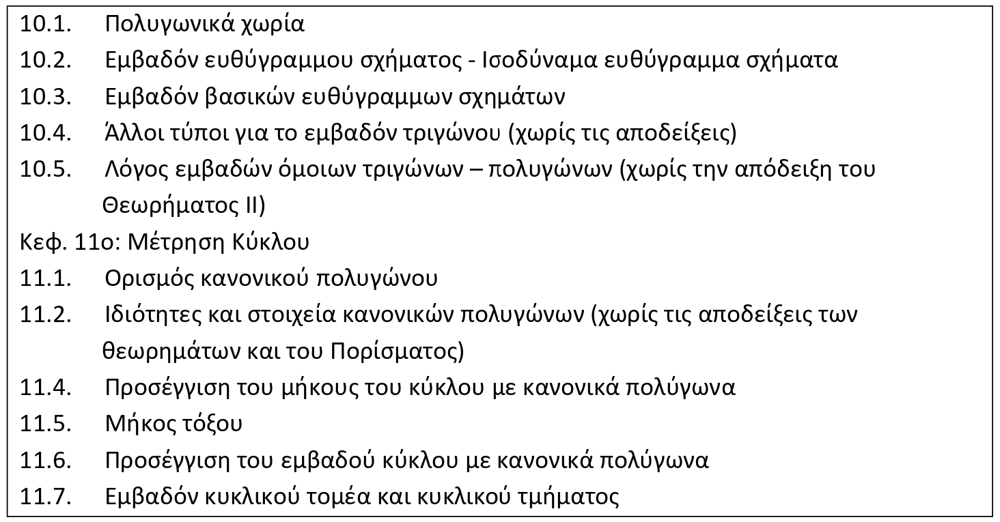 10.1. Πολυγωνικά χωρία
10.2. Εμβαδόν ευθύγραμμου σχήματος - Ισοδύναμα ευθύγραμμα σχήματα
10.3. Εμβαδόν βασικών ευθύγραμμων σχημάτων
10.4. Άλλοι τύποι για το εμβαδόν τριγώνου (χωρίς τις αποδείξεις)
10.5. Λόγος εμβαδών όμοιων τριγώνων – πολυγώνων (χωρίς την απόδειξη του
Θεωρήματος ΙΙ)
Κεφ. 11ο: Μέτρηση Κύκλου
11.1. Ορισμός κανονικού πολυγώνου
11.2. Ιδιότητες και στοιχεία κανονικών πολυγώνων (χωρίς τις αποδείξεις των
θεωρημάτων και του Πορίσματος)
11.4. Προσέγγιση του μήκους του κύκλου με κανονικά πολύγωνα
11.5. Μήκος τόξου
11.6. Προσέγγιση του εμβαδού κύκλου με κανονικά πολύγωνα
11.7. Εμβαδόν κυκλικού τομέα και κυκλικού τμήματος